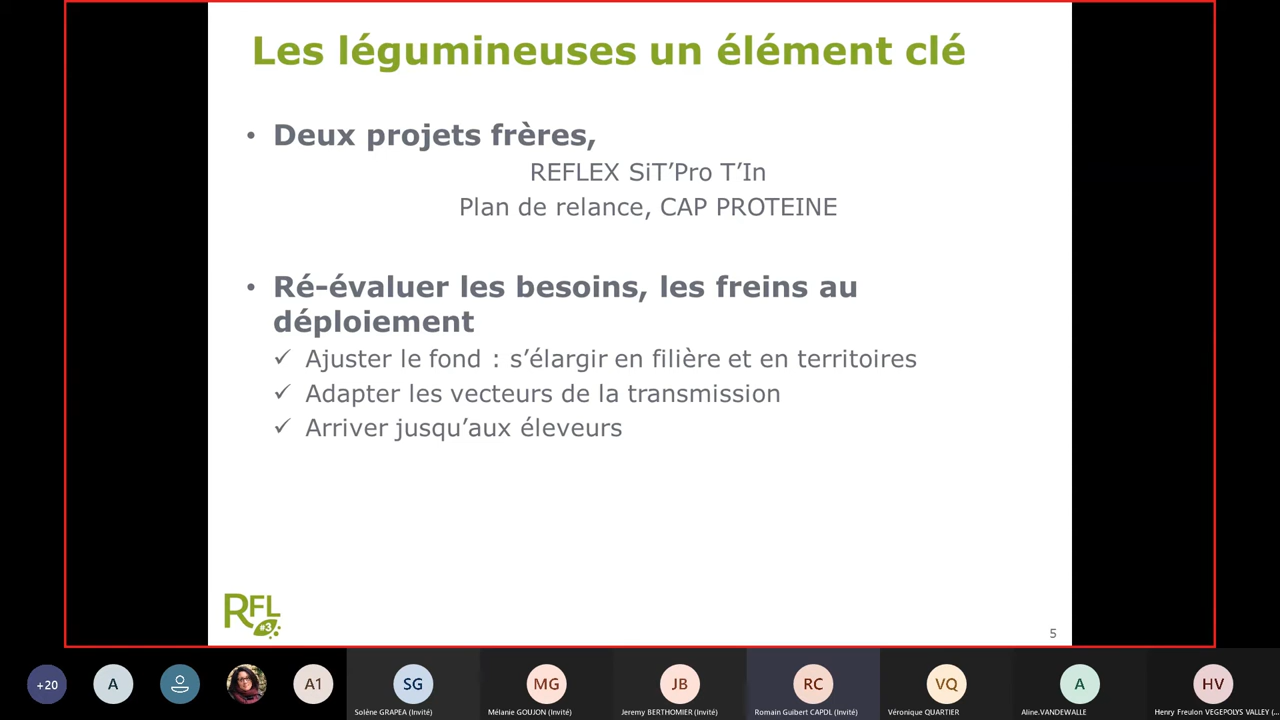 Les légumineuses un élément clé
• Deux projets frères,
REFLEX SiT’Pro T’In
Plan de relance, CAP PROTEINE
• Ré-évaluer les besoins, les freins au
déploiement
✓ Ajuster le fond : s’élargir en filière et en territoires
✓ Adapter les vecteurs de la transmission
✓ Arriver jusqu’aux éleveurs
RFL
#3
5
+20
A
A1
SG
MG
JB
RC
VQ
A
HV
Solène GRAPEA (Invité)
Mélanie GOUJON (Invité)
Jeremy BERTHOMIER (Invité)
Romain Guibert CAPDL (Invité)
Véronique QUARTIER
Aline.VANDEWALLE
Henry Freulon VEGEPOLYS VALLEY (...